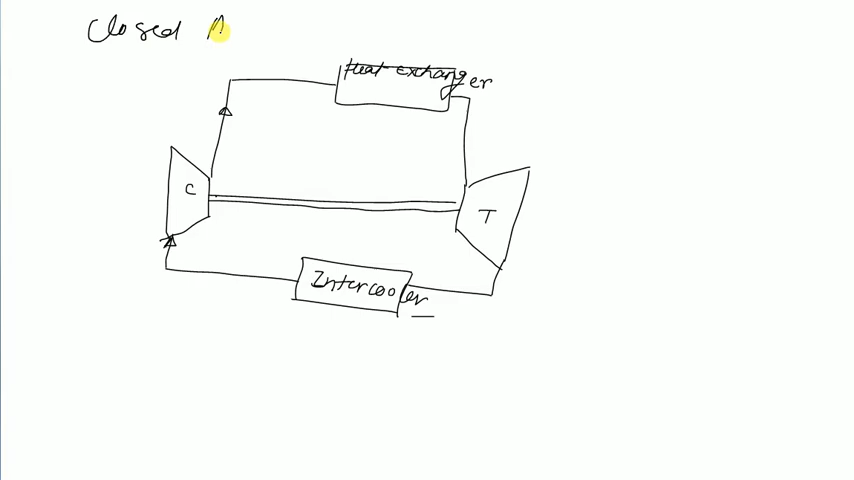 Closed
Heat exchanger
C
T
Intercooler